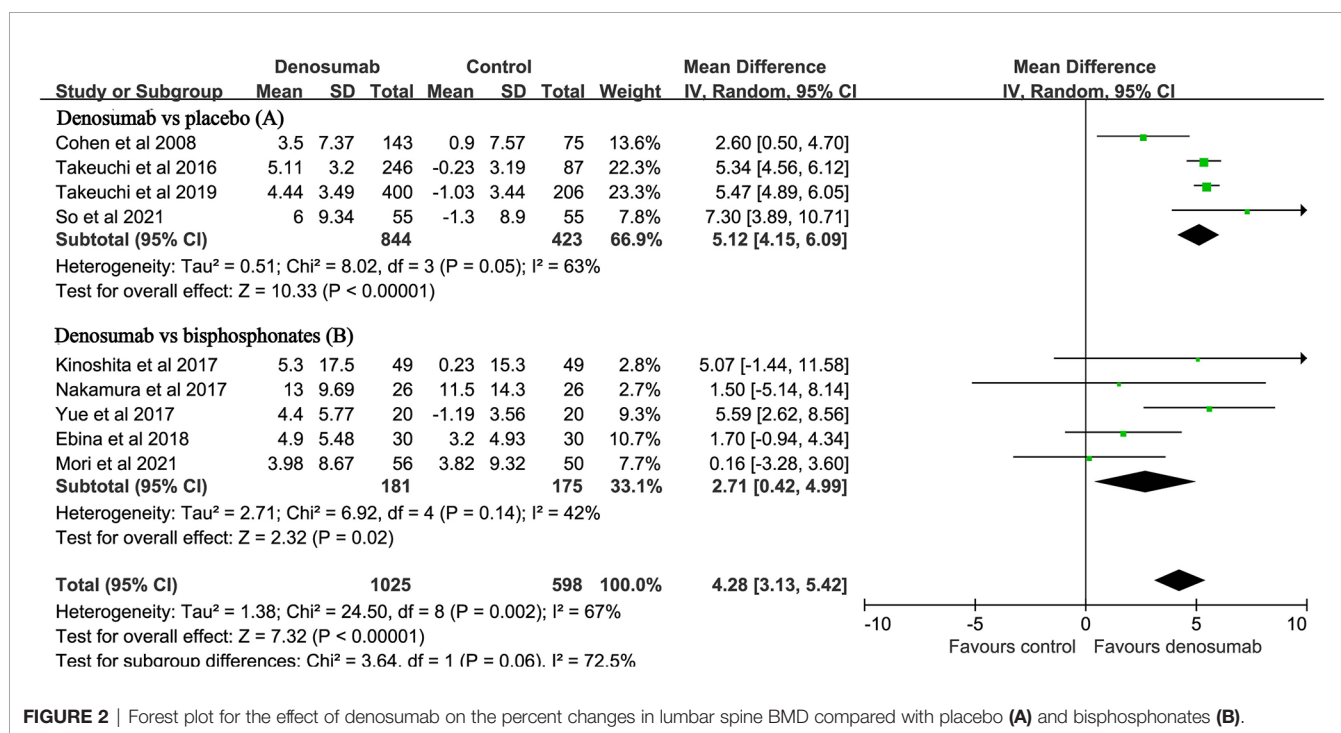 Denosumab Control Mean Difference Mean Difference
Study or Subgroup Mean SD Total Mean SD Total Weight IV, Random, 95% CI IV, Random, 95% CI
Denosumab vs placebo (A)
Cohen et al 2008 3.5 7.37 143 0.9 7.57 75 13.6% 2.60 [0.50, 4.70]
Takeuchi et al 2016 5.11 3.2 246 -0.23 3.19 87 22.3% 5.34 [4.56, 6.12]
Takeuchi et al 2019 4.44 3.49 400 -1.03 3.44 206 23.3% 5.47 [4.89, 6.05]
So et al 2021 6 9.34 55 -1.3 8.9 55 7.8% 7.30 [3.89, 10.71]
Subtotal (95% CI) 844 423 66.9% 5.12 [4.15, 6.09]
Heterogeneity: Tau² = 0.51; Chi² = 8.02, df = 3 (P = 0.05); I² = 63%
Test for overall effect: Z = 10.33 (P < 0.00001)
Denosumab vs bisphosphonates (B)
Kinoshita et al 2017 5.3 17.5 49 0.23 15.3 49 2.8% 5.07 [-1.44, 11.58]
Nakamura et al 2017 13 9.69 26 11.5 14.3 26 2.7% 1.50 [-5.14, 8.14]
Yue et al 2017 4.4 5.77 20 -1.19 3.56 20 9.3% 5.59 [2.62, 8.56]
Ebina et al 2018 4.9 5.48 30 3.2 4.93 30 10.7% 1.70 [-0.94, 4.34]
Mori et al 2021 3.98 8.67 56 3.82 9.32 50 7.7% 0.16 [-3.28, 3.60]
Subtotal (95% CI) 181 175 33.1% 2.71 [0.42, 4.99]
Heterogeneity: Tau² = 2.71; Chi² = 6.92, df = 4 (P = 0.14); I² = 42%
Test for overall effect: Z = 2.32 (P = 0.02)
Total (95% CI) 1025 598 100.0% 4.28 [3.13, 5.42]
Heterogeneity: Tau² = 1.38; Chi² = 24.50, df = 8 (P = 0.002); I² = 67%
Test for overall effect: Z = 7.32 (P < 0.00001)
Test for subgroup differences: Chi² = 3.64, df = 1 (P = 0.06), I² = 72.5%
-10 -5 0 5 10
Favours control Favours denosumab
FIGURE 2 | Forest plot for the effect of denosumab on the percent changes in lumbar spine BMD compared with placebo (A) and bisphosphonates (B).